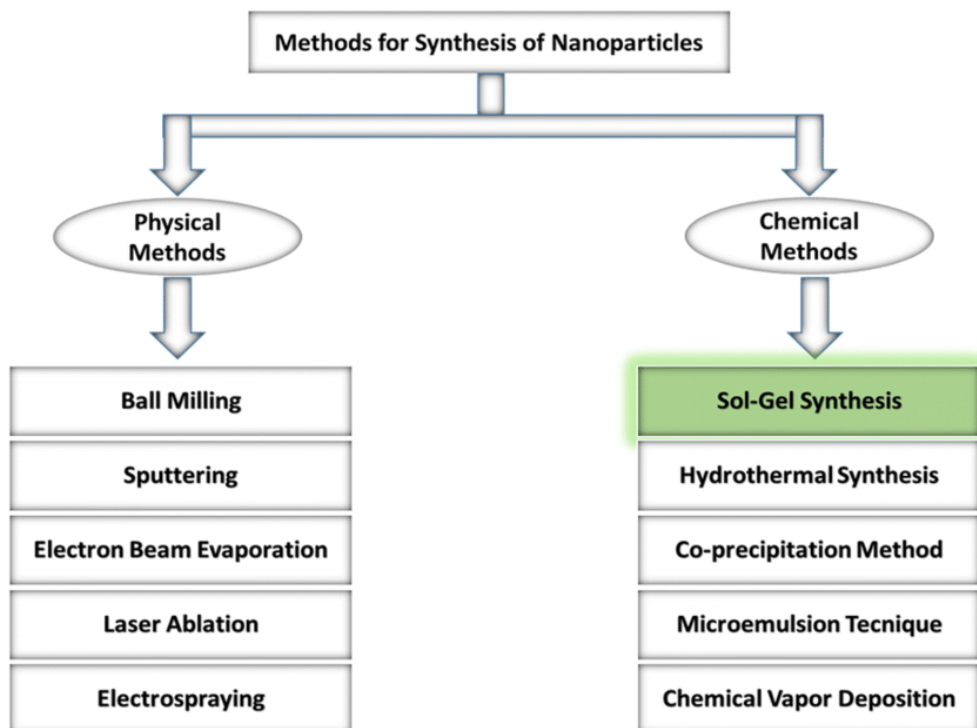 Methods for Synthesis of Nanoparticles
Physical
Methods
Chemical
Methods
Ball Milling
Sputtering
Electron Beam Evaporation
Laser Ablation
Electrospraying
Sol-Gel Synthesis
Hydrothermal Synthesis
Co-precipitation Method
Microemulsion Tecnique
Chemical Vapor Deposition